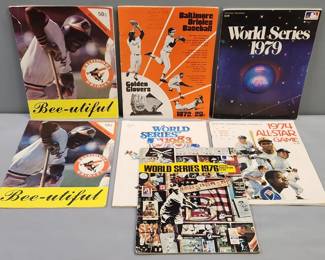 50¢
Bee-utiful
Baltimore
Orioles
Baseball
Golden
Glovers
1972/25¢
World Series
1979
Bee-utiful
WORLD
SERIES
1974
ALL-STAR
GAME
WORLD SERIES 1976